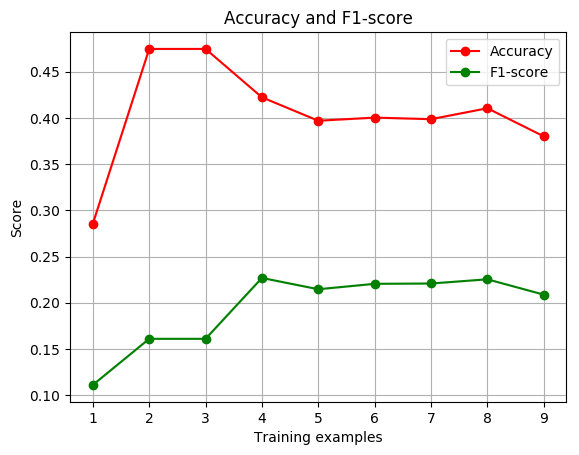 Accuracy and F1-score
Accuracy
F1-score
Score
0.45
0.40
0.35
0.30
0.25
0.20
0.15
0.10
1 2 3 4 5 6 7 8 9
Training examples